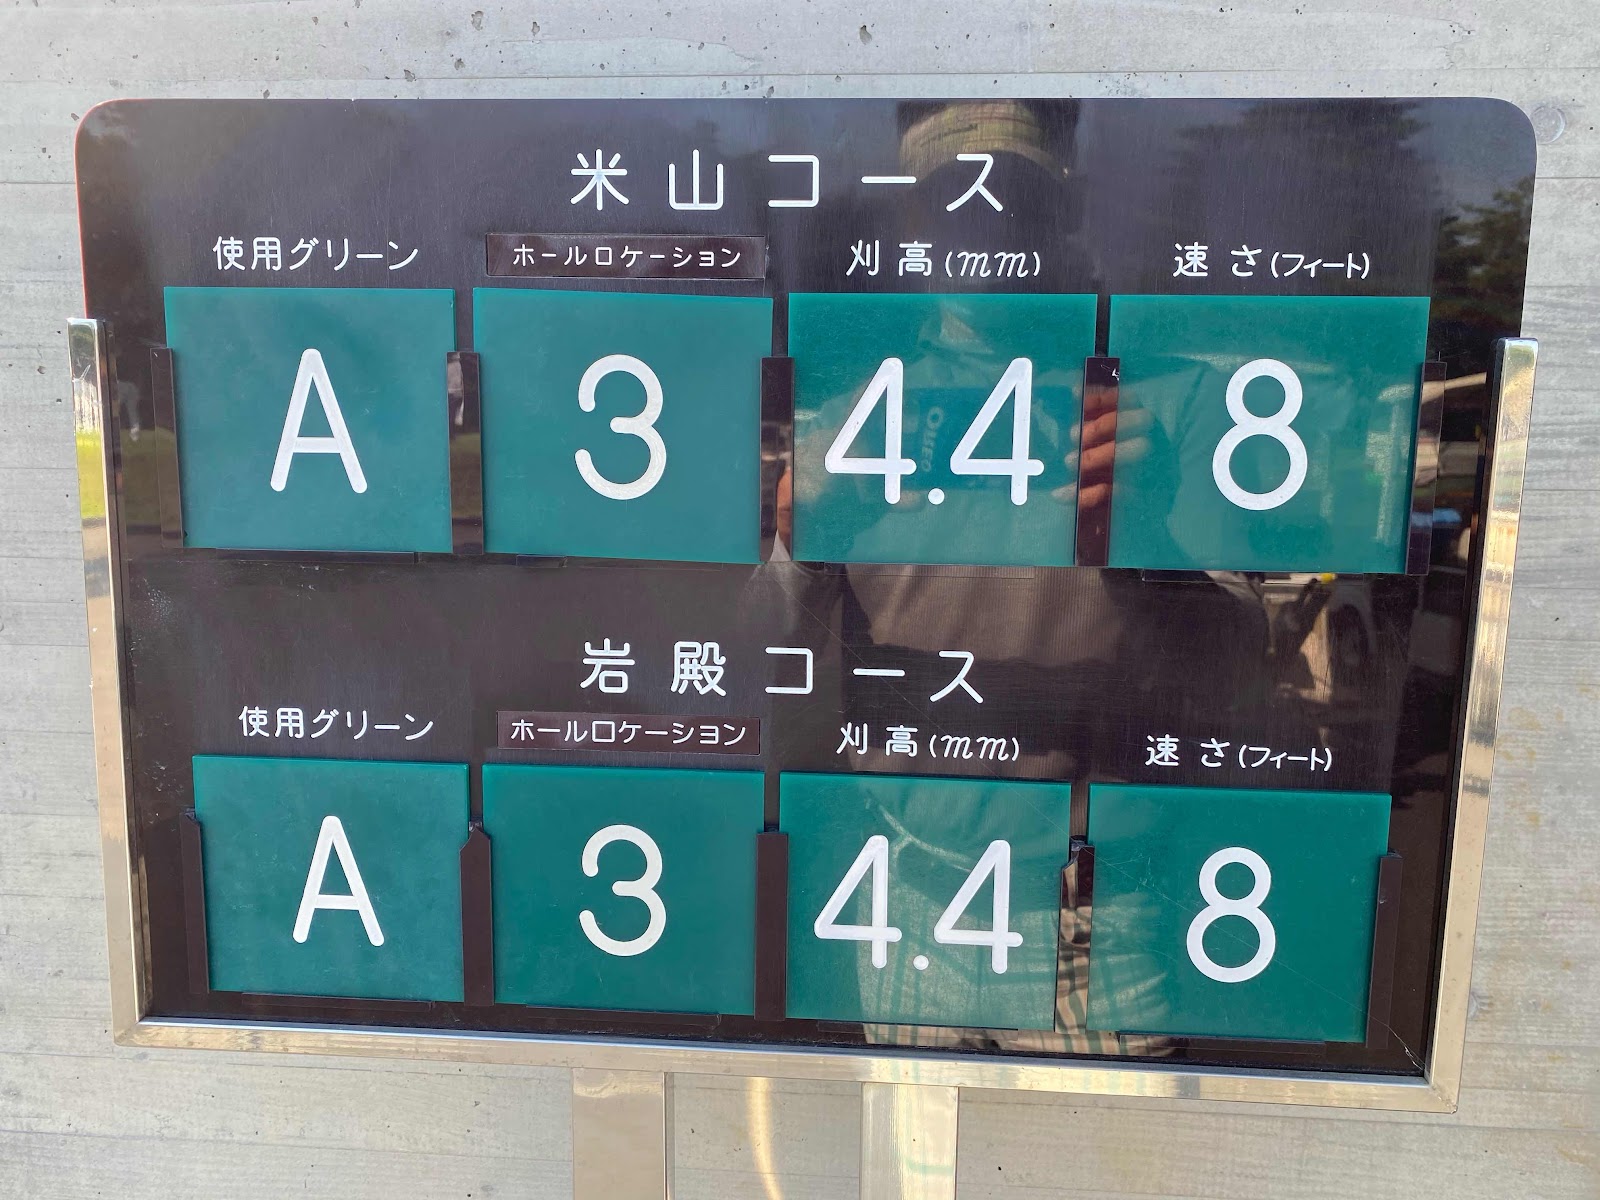 米山コース
使用グリーン ホールロケーション 刈高(mm) 速さ(フィート)
A 3 4.4 8
岩殿コース
使用グリーン ホールロケーション 刈高(mm) 速さ(フィート)
A 3 4.4 8